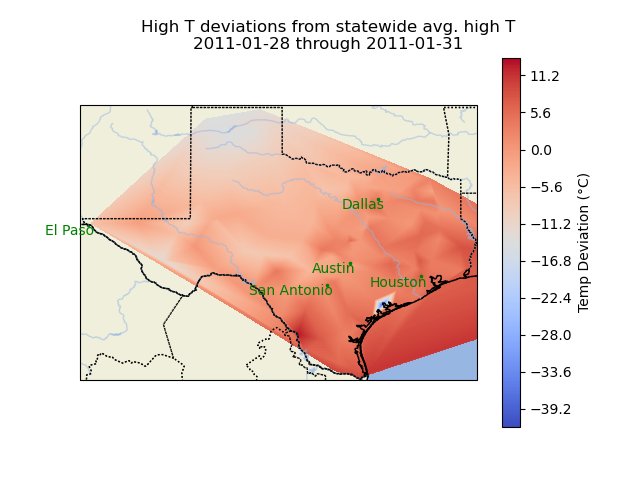 High T deviations from statewide avg. high T
2011-01-28 through 2011-01-31
11.2
5.6
0.0
−5.6
−11.2
−16.8
−22.4
−28.0
−33.6
−39.2
Temp Deviation (°C)
Dallas
El Paso
Austin
Houston
San Antonio